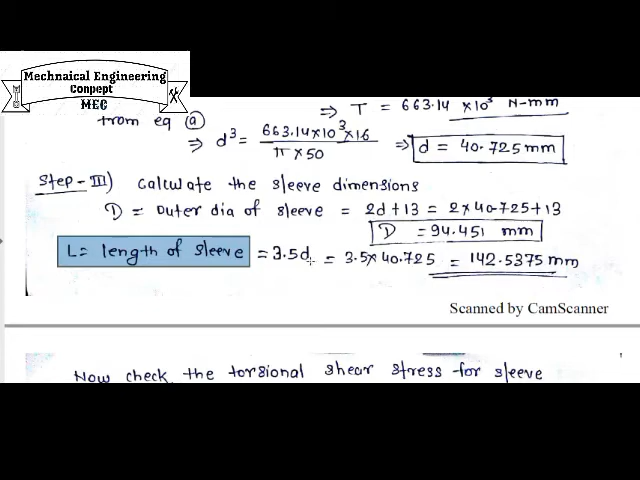 Mechnaical Engineering
Conpept
MEC
⇒ T = 663.14 ×10³ N-mm
from eq ⓐ
⇒ d³ = 663.14×10³×16 / π×50 ⇒ d = 40.725 mm
Step-III) Calculate the sleeve dimensions
D = outer dia of sleeve = 2d+13 = 2×40.725+13
D = 94.451 mm
L= length of sleeve = 3.5d = 3.5×40.725 = 142.5375 mm
Scanned by CamScanner
Now check the torsional shear stress for sleeve